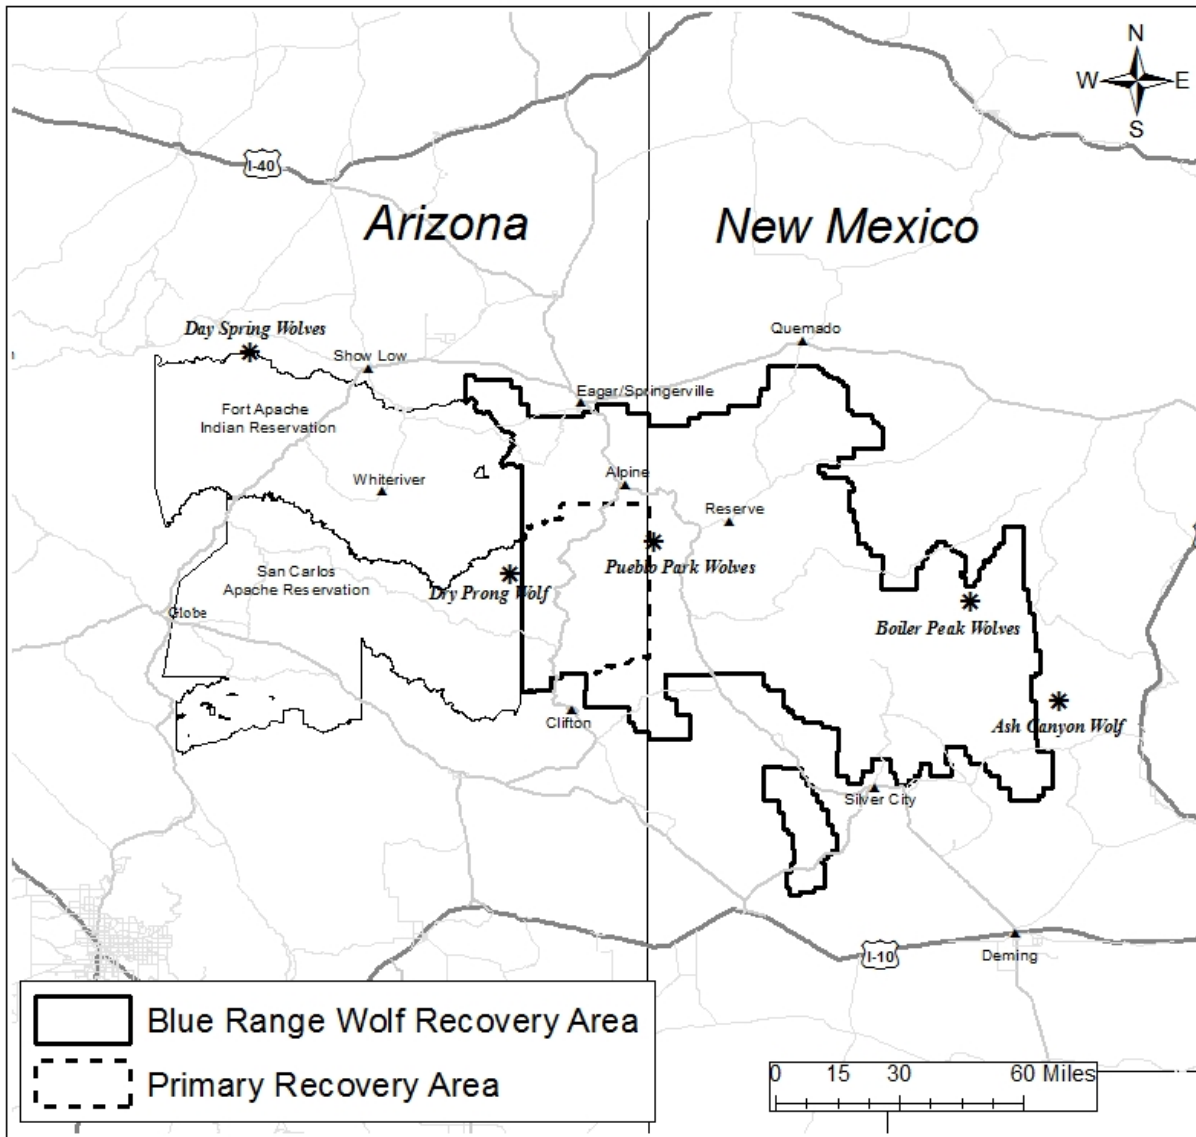 N
W E
S
I-40
Arizona
New Mexico
Day Spring Wolves
Quemado
Show Low
Eagar/Springerville
Fort Apache
Indian Reservation
Alpine
Whiteriver
Reserve
Pueblo Park Wolves
San Carlos
Apache Reservation
Dry Prong Wolf
Globe
Boiler Peak Wolves
Clifton
Ash Canyon Wolf
Silver City
I-10
Deming
Blue Range Wolf Recovery Area
Primary Recovery Area
0 15 30 60 Miles